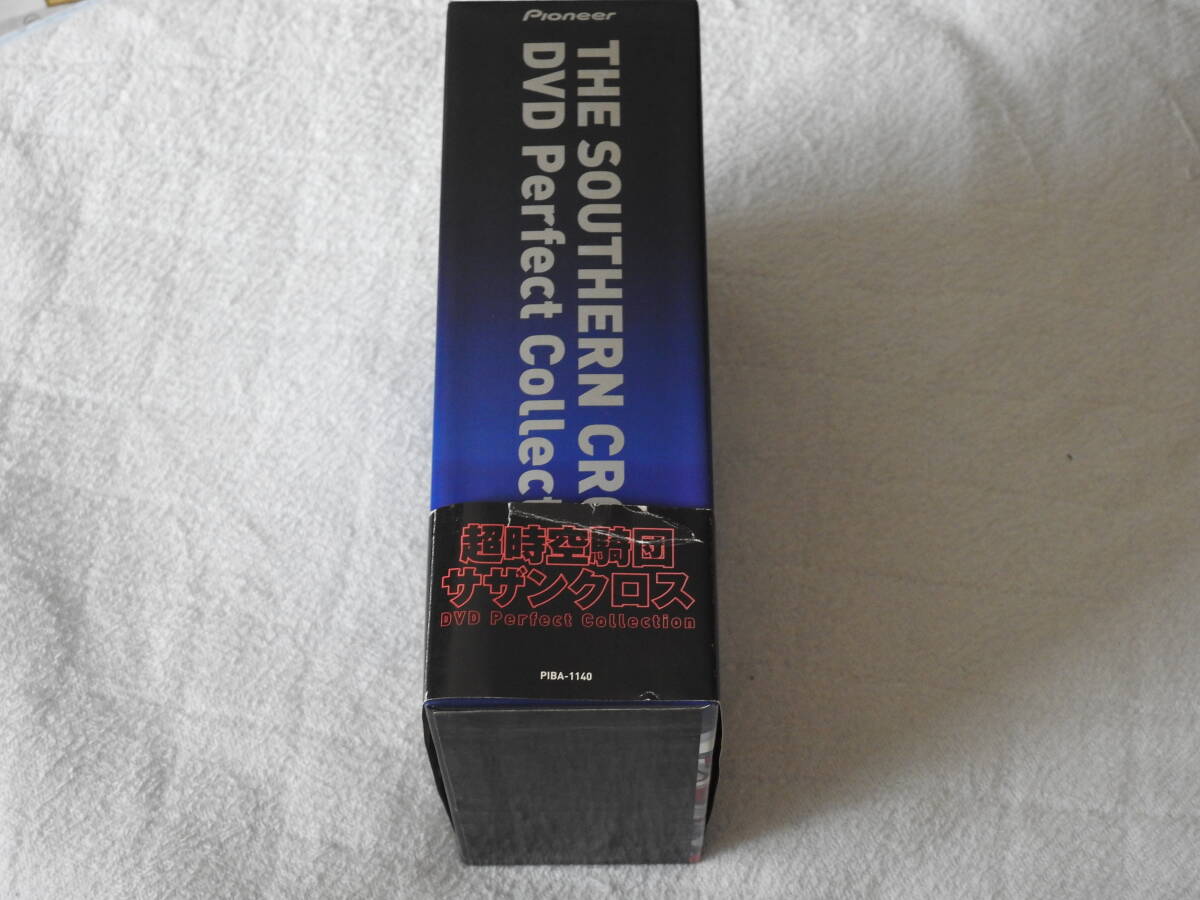 Pioneer
THE SOUTHERN CR
DVD Perfect Collect
超時空騎団
サザンクロス
DVD Perfect Collection
PIBA-1140